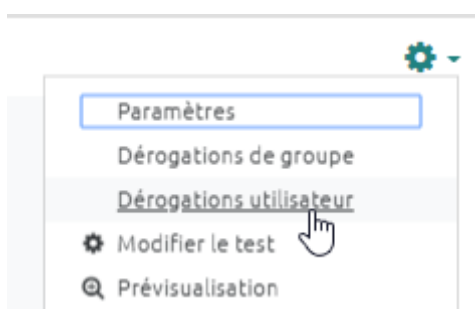 Paramètres
Dérogations de groupe
Dérogations utilisateur
Modifier le test
Prévisualisation